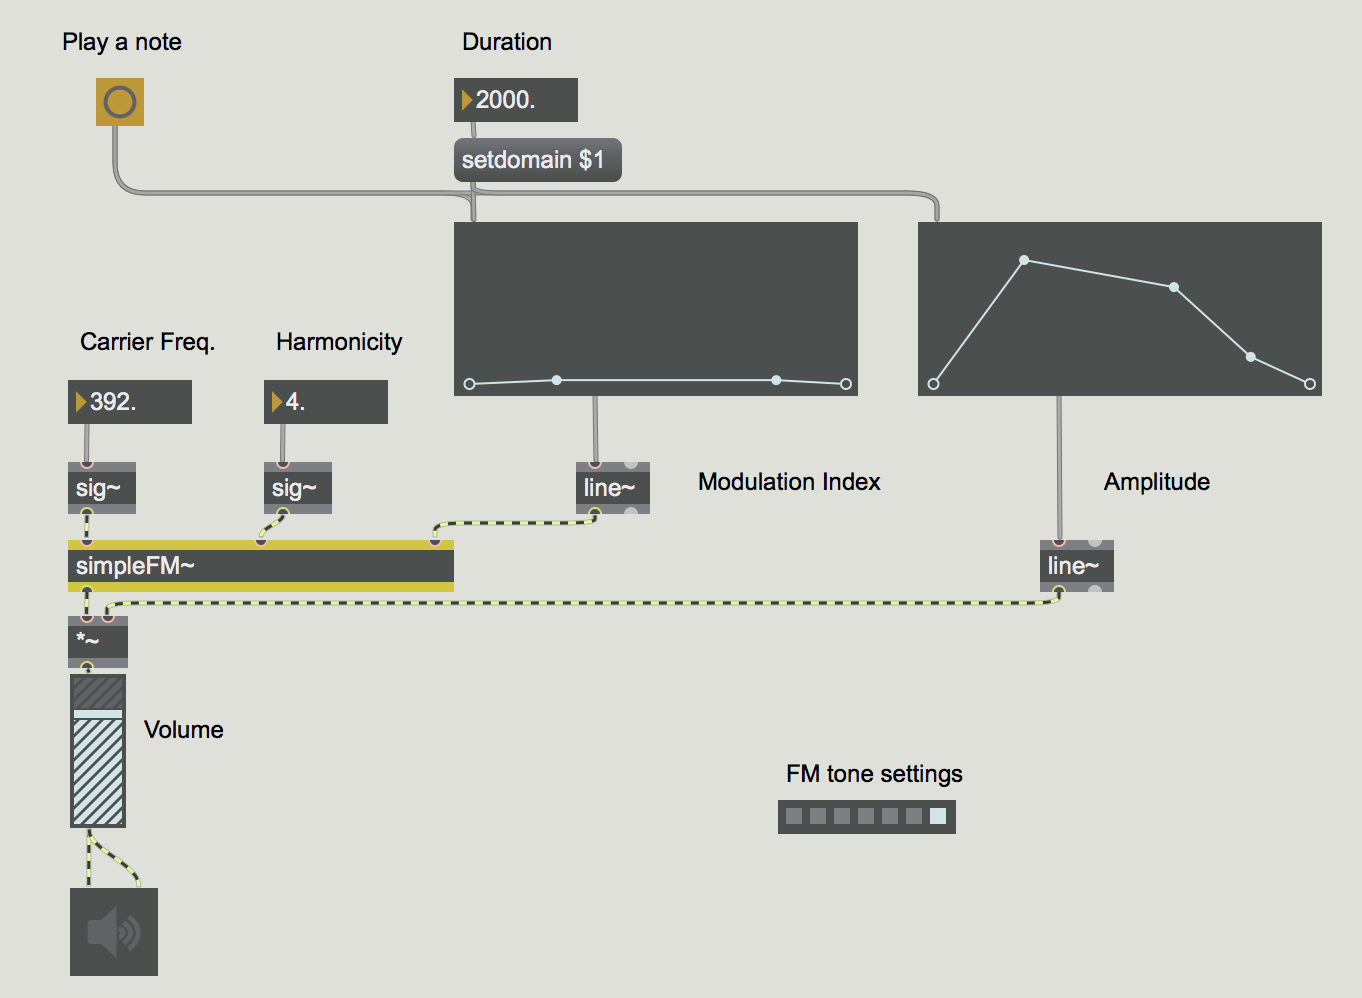 Play a note
Duration
2000.
setdomain $1
Carrier Freq.
Harmonicity
392.
4.
sig~
sig~
line~
Modulation Index
Amplitude
simpleFM~
line~
*~
Volume
FM tone settings